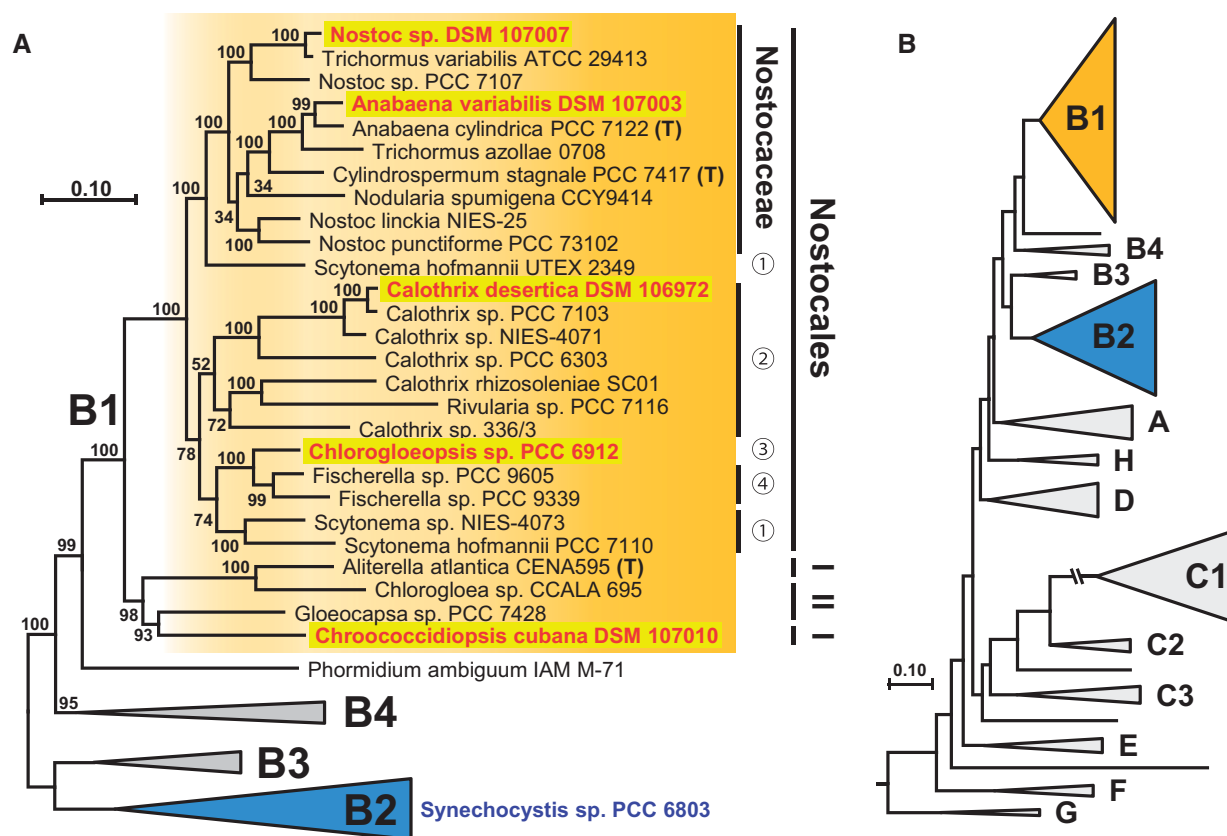 A
B
100
Nostoc sp. DSM 107007
100
Trichormus variabilis ATCC 29413
100
Nostoc sp. PCC 7107
99
Anabaena variabilis DSM 107003
100
100
Anabaena cylindrica PCC 7122 (T)
100
Trichormus azollae 0708
Cylindrospermum stagnale PCC 7417 (T)
34
Nodularia spumigena CCY9414
100
34
Nostoc linckia NIES-25
100
Nostoc punctiforme PCC 73102
Scytonema hofmannii UTEX 2349
0.10
100
Calothrix desertica DSM 106972
100
Calothrix sp. PCC 7103
100
Calothrix sp. NIES-4071
100
Calothrix sp. PCC 6303
52
100
Calothrix rhizosoleniae SC01
Rivularia sp. PCC 7116
72
Calothrix sp. 336/3
B1
100
78
100
Chlorogloeopsis sp. PCC 6912
Fischerella sp. PCC 9605
99
Fischerella sp. PCC 9339
74
Scytonema sp. NIES-4073
100
Scytonema hofmannii PCC 7110
99
100
Aliterella atlantica CENA595 (T)
Chlorogloea sp. CCALA 695
98
Gloeocapsa sp. PCC 7428
93
Chroococcidiopsis cubana DSM 107010
100
Phormidium ambiguum IAM M-71
95
B4
B3
B2
Synechocystis sp. PCC 6803
Nostocaceae
①
②
③
④
①
Nostocales
I
II
I
B1
B4
B3
B2
A
H
D
C1
C2
0.10
C3
E
F
G